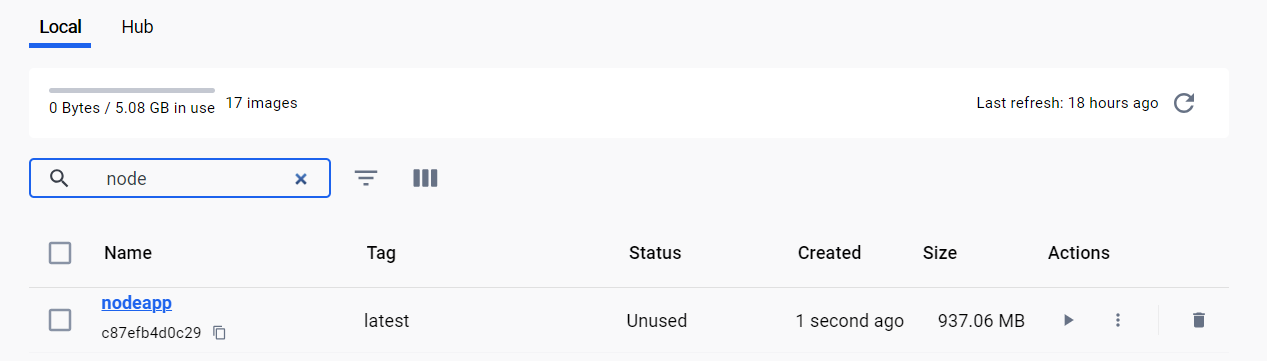 Local Hub
0 Bytes / 5.08 GB in use 17 images Last refresh: 18 hours ago
node
Name Tag Status Created Size Actions
nodeapp
c87efb4d0c29 latest Unused 1 second ago 937.06 MB